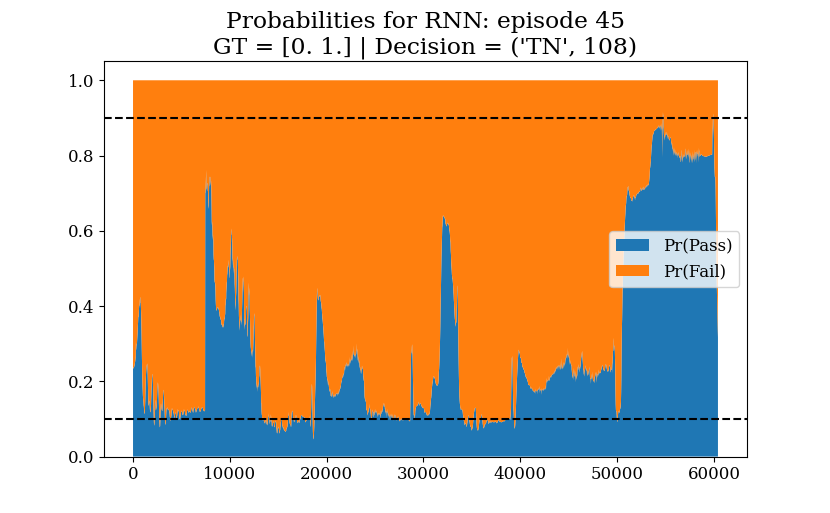 Probabilities for RNN: episode 45
GT = [0. 1.] | Decision = ('TN', 108)
1.0
0.8
0.6
0.4
0.2
0.0
Pr(Pass)
Pr(Fail)
0 10000 20000 30000 40000 50000 60000